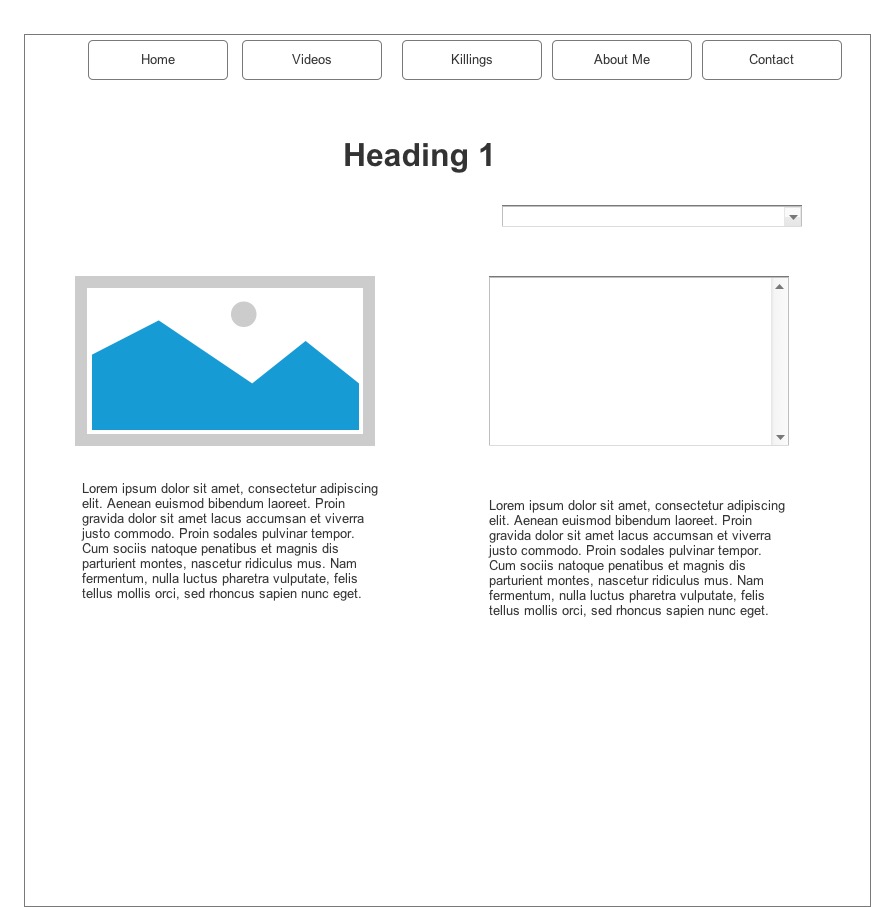 Home Videos Killings About Me Contact
Heading 1
Lorem ipsum dolor sit amet, consectetur adipiscing
elit. Aenean euismod bibendum laoreet. Proin
gravida dolor sit amet lacus accumsan et viverra
justo commodo. Proin sodales pulvinar tempor.
Cum sociis natoque penatibus et magnis dis
parturient montes, nascetur ridiculus mus. Nam
fermentum, nulla luctus pharetra vulputate, felis
tellus mollis orci, sed rhoncus sapien nunc eget.
Lorem ipsum dolor sit amet, consectetur adipiscing
elit. Aenean euismod bibendum laoreet. Proin
gravida dolor sit amet lacus accumsan et viverra
justo commodo. Proin sodales pulvinar tempor.
Cum sociis natoque penatibus et magnis dis
parturient montes, nascetur ridiculus mus. Nam
fermentum, nulla luctus pharetra vulputate, felis
tellus mollis orci, sed rhoncus sapien nunc eget.